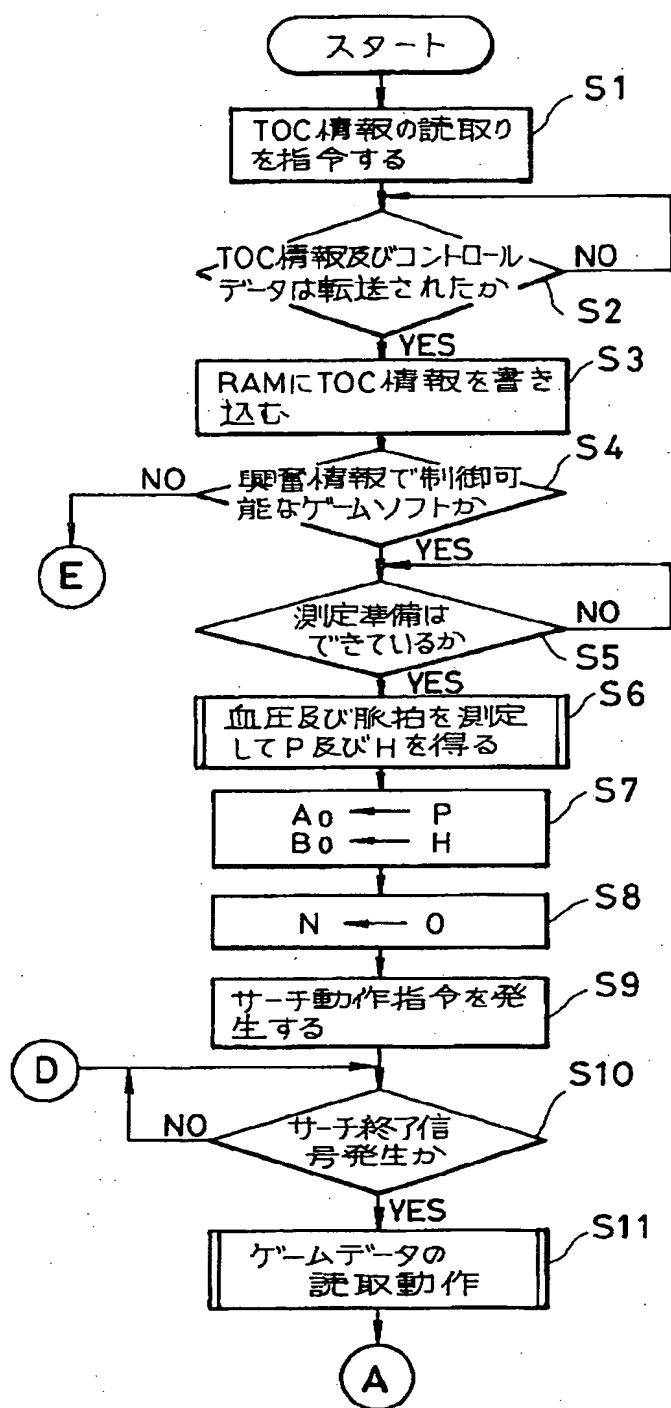 スタート
S1
TOC情報の読取り
を指令する
TOC情報及びコントロール
データは転送されたか
NO
S2
YES
S3
RAMにTOC情報を書き
込む
S4
NO
興奮情報で制御可
能なゲームソフトか
E
YES
測定準備は
できているか
NO
S5
YES
S6
血圧及び脈拍を測定
してP及びHを得る
S7
A0 ← P
B0 ← H
S8
N ← 0
S9
サーチ動作指令を発
生する
D
S10
NO
サーチ終了信
号発生か
YES
S11
ゲームデータの
読取動作
A